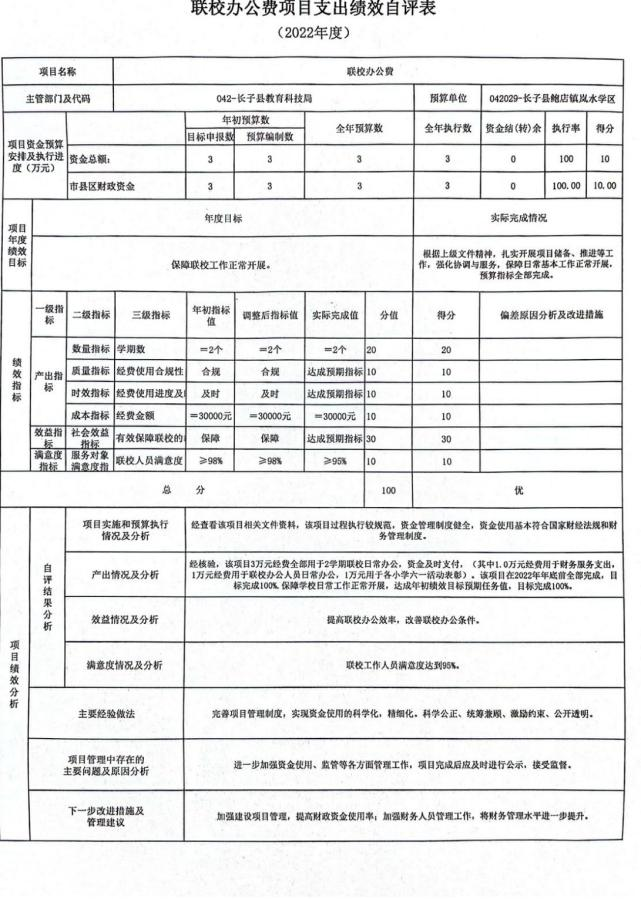 联校办公费项目支出绩效自评表
（2022年度）
项目名称 联校办公费
主管部门及代码 042-长子县教育科技局 预算单位 042029-长子县鲍店镇岚水学区
项目资金预算安排及执行进度（万元） 年初预算数 全年预算数 全年执行数 资金结(转)余 执行率 得分
目标申报数 预算编制数
资金总额： 3 3 3 3 0 100 10
市县区财政资金 3 3 3 3 0 100.00 10.00
项目年度绩效目标 年度目标 实际完成情况
保障联校工作正常开展。
根据上级文件精神，扎实开展项目储备、推进等工
作，强化协调与服务，保障日常基本工作正常开展，
预算指标全部完成。
绩效指标 一级指标 二级指标 三级指标 年初指标值 调整后指标值 实际完成值 分值 得分 偏差原因分析及改进措施
产出指标 数量指标 学期数 ＝2个 ＝2个 ＝2个 20 20
质量指标 经费使用合规性 合规 合规 达成预期指标 10 10
时效指标 经费使用进度及 及时 及时 达成预期指标 10 10
成本指标 经费金额 ＝30000元 ＝30000元 ＝30000元 10 10
效益指标 社会效益指标 有效保障联校的 保障 保障 达成预期指标 30 30
满意度指标 服务对象满意度指 联校人员满意度 ≥98% ≥98% ≥95% 10 10
总 分 100 优
项目绩效分析 自评结果分析
项目实施和预算执行
情况及分析
经查看该项目相关文件资料，该项目过程执行较规范，资金管理制度健全，资金使用基本符合国家财经法规和财
务管理制度。
产出情况及分析
经核验，该项目3万元经费全部用于2学期联校日常办公，资金及时支付，（其中1.0万元经费用于财务服务支出，
1万元经费用于联校办公人员日常办公，1万元用于各小学六一活动表彰）。该项目在2022年年底前全部完成，目
标完成100%.保障学校日常工作正常开展，达成年初绩效目标预期任务值，目标完成100%。
效益情况及分析 提高联校办公效率，改善联校办公条件。
满意度情况及分析 联校工作人员满意度达到95%。
主要经验做法 完善项目管理制度，实现资金使用的科学化，精细化。科学公正、统筹兼顾、激励约束、公开透明。
项目管理中存在的
主要问题及原因分析
进一步加强资金使用、监管等各方面管理工作，项目完成后应及时进行公示，接受监督。
下一步改进措施及
管理建议
加强建设项目管理，提高财政资金使用率；加强财务人员管理工作，将财务管理水平进一步提升。